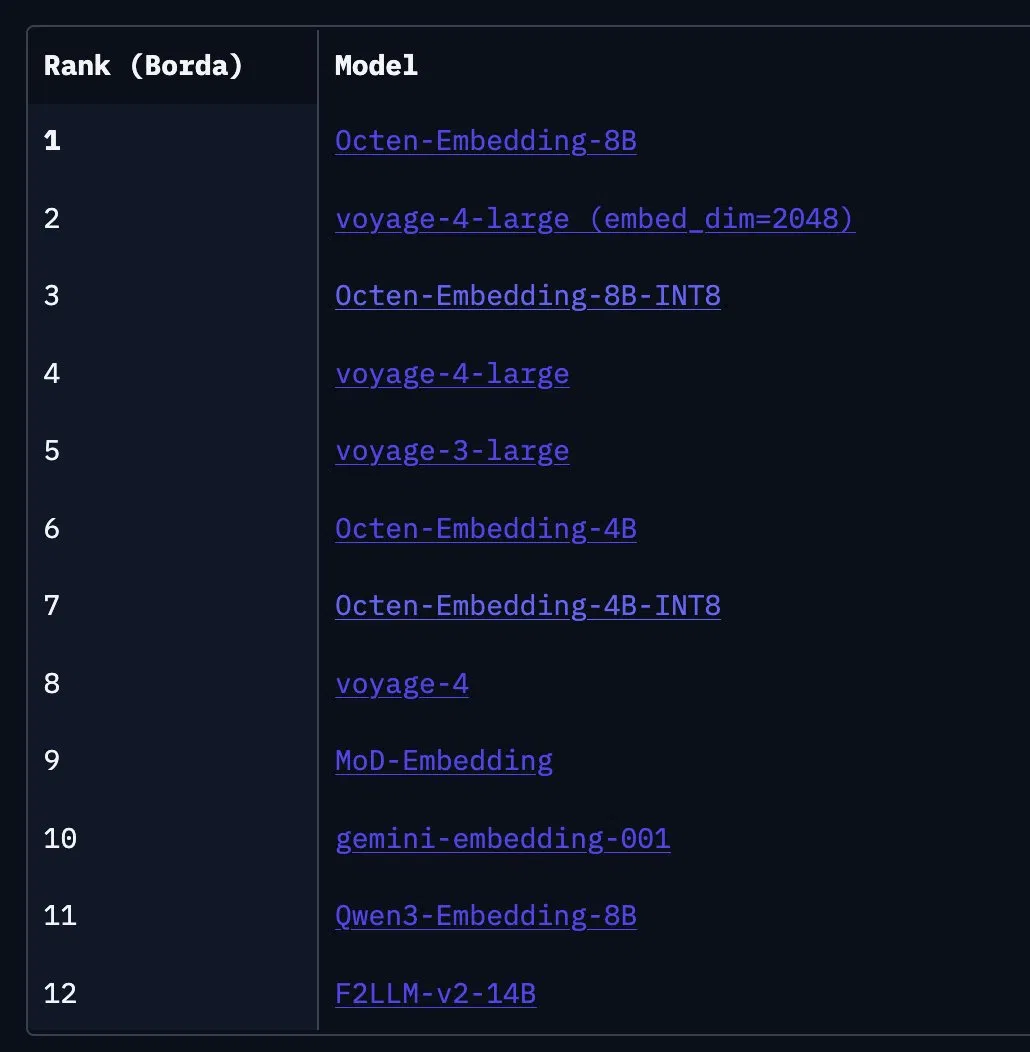 Rank (Borda) Model
1 Octen-Embedding-8B
2 voyage-4-large (embed_dim=2048)
3 Octen-Embedding-8B-INT8
4 voyage-4-large
5 voyage-3-large
6 Octen-Embedding-4B
7 Octen-Embedding-4B-INT8
8 voyage-4
9 MoD-Embedding
10 gemini-embedding-001
11 Qwen3-Embedding-8B
12 F2LLM-v2-14B